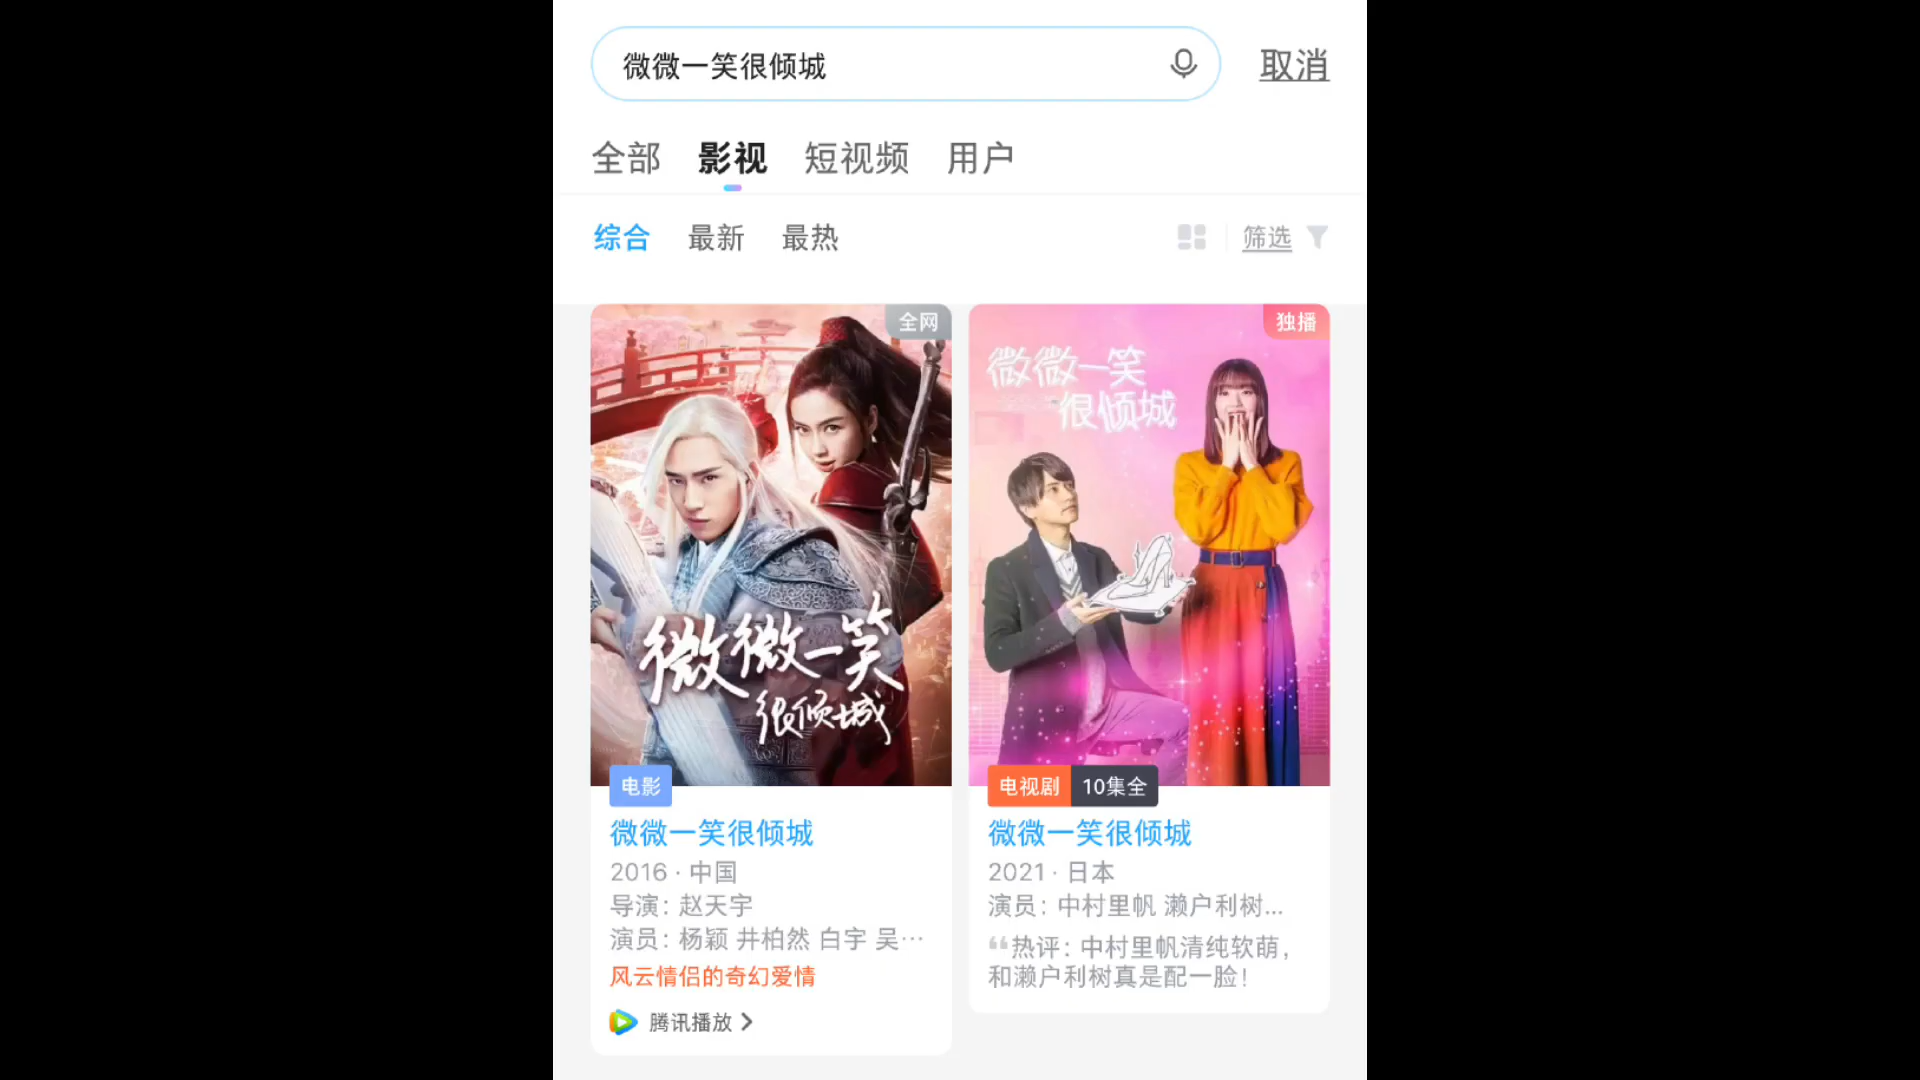 微微一笑很倾城
取消
全部 影视 短视频 用户
综合 最新 最热
筛选
全网
微微一笑
很倾城
电影
微微一笑很倾城
2016 · 中国
导演：赵天宇
演员：杨颖 井柏然 白宇 吴…
风云情侣的奇幻爱情
腾讯播放
独播
微微一笑
很倾城
电视剧 10集全
微微一笑很倾城
2021 · 日本
演员：中村里帆 濑户利树...
“热评：中村里帆清纯软萌，
和濑户利树真是配一脸！